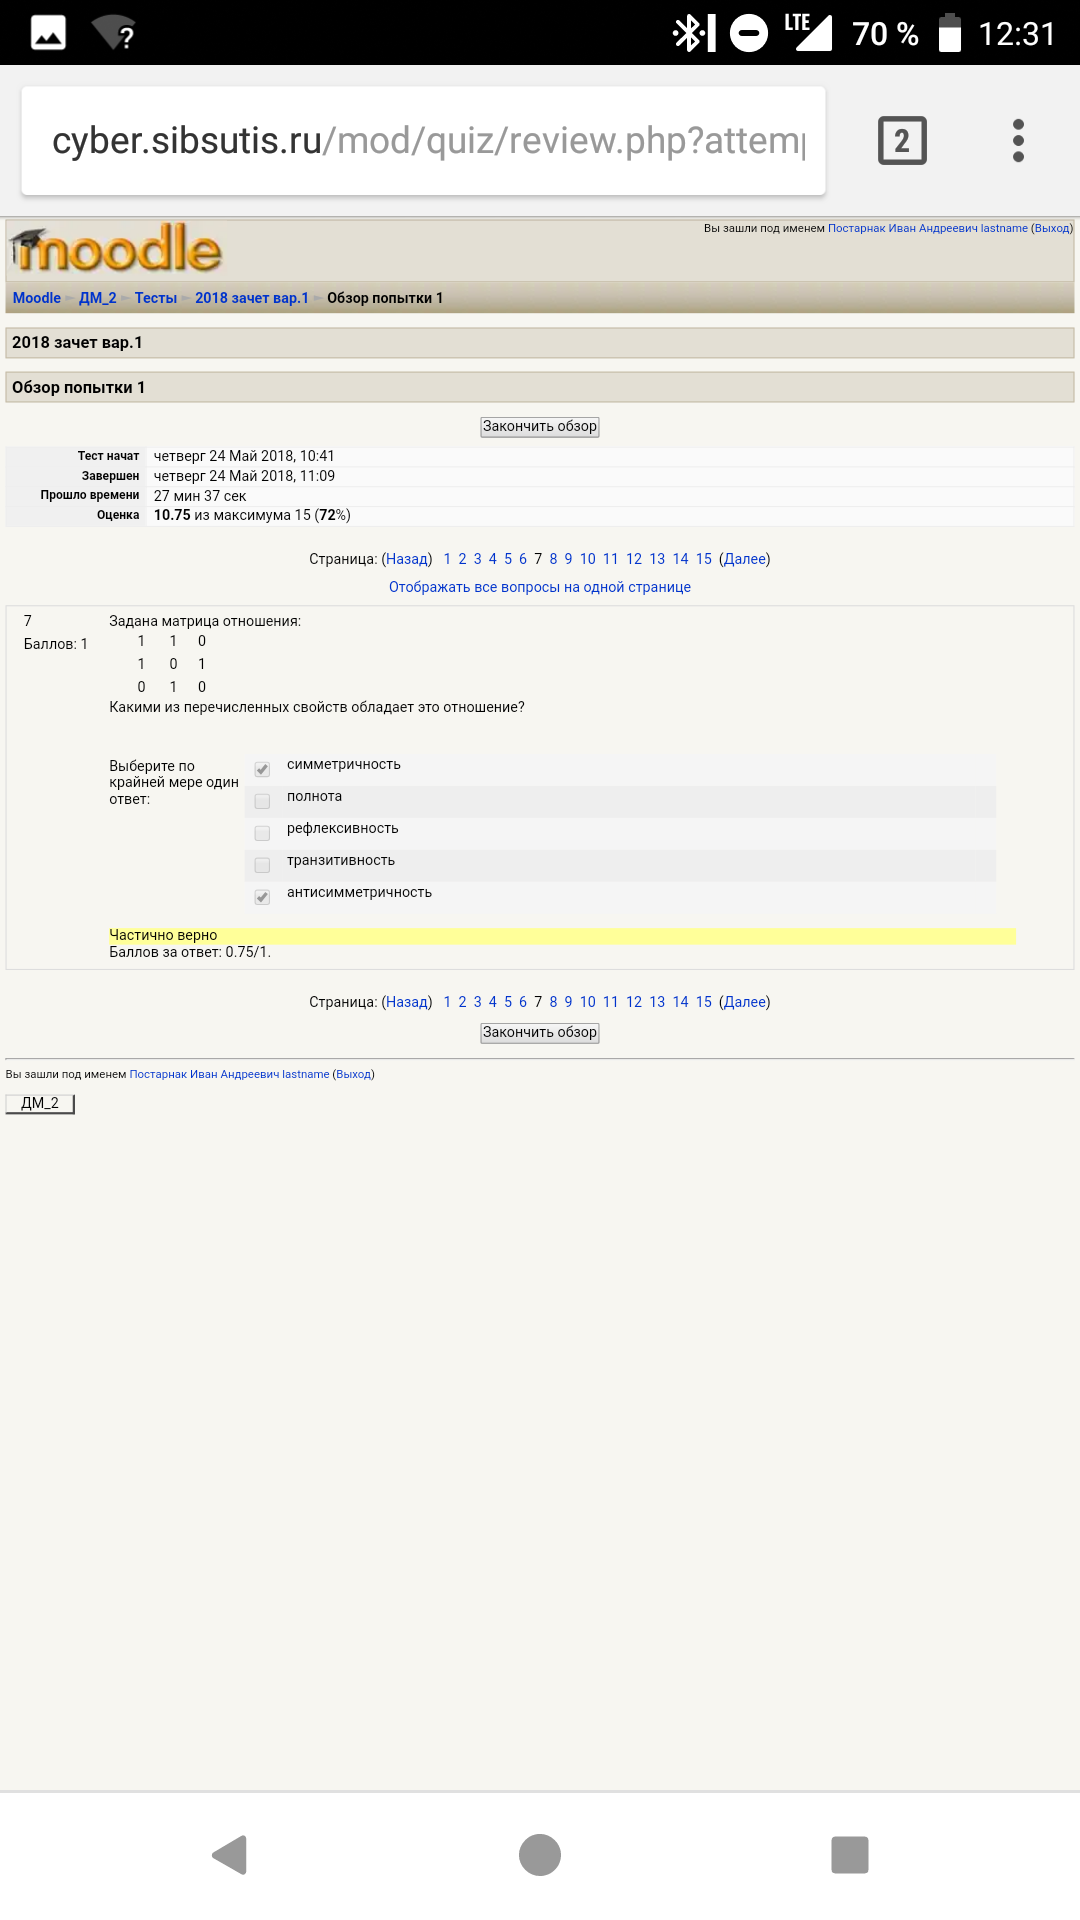 ? LTE 70 % 12:31
cyber.sibsutis.ru/mod/quiz/review.php?attem
2
moodle
Вы зашли под именем Постарнак Иван Андреевич lastname (Выход)
Moodle ► ДМ_2 ► Тесты ► 2018 зачет вар.1 ► Обзор попытки 1
2018 зачет вар.1
Обзор попытки 1
Закончить обзор
Тест начат четверг 24 Май 2018, 10:41
Завершен четверг 24 Май 2018, 11:09
Прошло времени 27 мин 37 сек
Оценка 10.75 из максимума 15 (72%)
Страница: (Назад) 1 2 3 4 5 6 7 8 9 10 11 12 13 14 15 (Далее)
Отображать все вопросы на одной странице
7
Баллов: 1
Задана матрица отношения:
1 1 0
1 0 1
0 1 0
Какими из перечисленных свойств обладает это отношение?
Выберите по
крайней мере один
ответ:
симметричность
полнота
рефлексивность
транзитивность
антисимметричность
Частично верно
Баллов за ответ: 0.75/1.
Страница: (Назад) 1 2 3 4 5 6 7 8 9 10 11 12 13 14 15 (Далее)
Закончить обзор
Вы зашли под именем Постарнак Иван Андреевич lastname (Выход)
ДМ_2